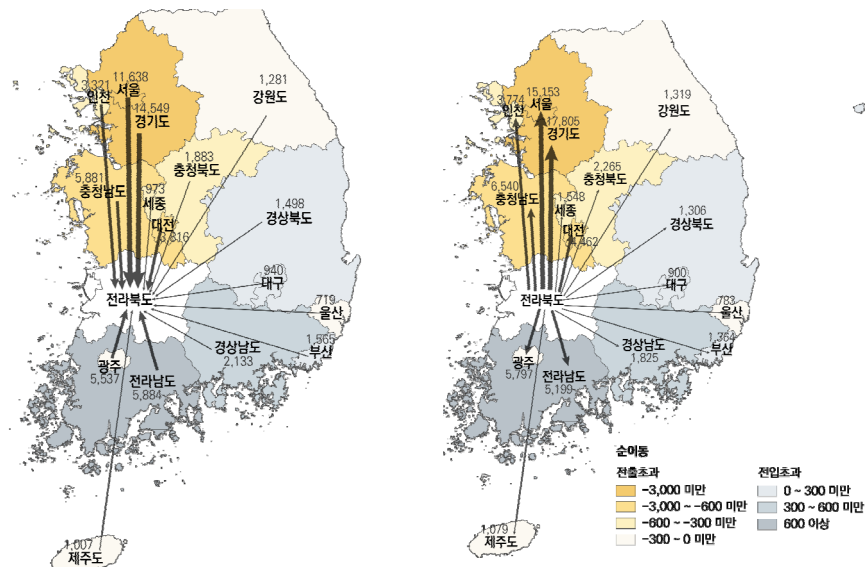 11,638
서울
3,321
인천
14,549
경기도
1,281
강원도
1,883
충청북도
5,881
충청남도
973
세종
대전
3,816
1,498
경상북도
940
대구
전라북도
719
울산
1,565
부산
경상남도
2,133
광주
5,537
전라남도
5,884
1,007
제주도
15,153
서울
3,774
인천
17,805
경기도
1,319
강원도
2,265
충청북도
6,540
충청남도
1,548
세종
대전
4,462
1,306
경상북도
900
대구
전라북도
783
울산
1,364
부산
경상남도
1,825
광주
5,797
전라남도
5,199
1,079
제주도
순이동
전출초과
-3,000 미만
-3,000 ~ -600 미만
-600 ~ -300 미만
-300 ~ 0 미만
전입초과
0 ~ 300 미만
300 ~ 600 미만
600 이상